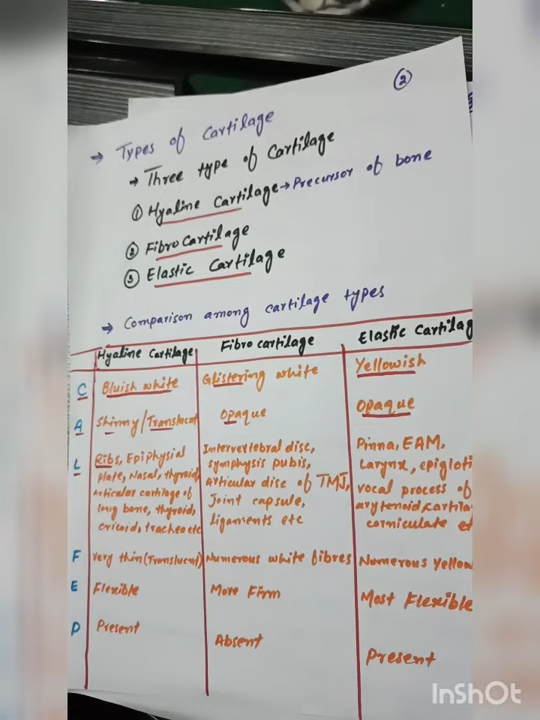 ②
→ Types of Cartilage
→ Three type of Cartilage
① Hyaline Cartilage → Precursor of bone
② Fibro Cartilage
③ Elastic Cartilage
→ Comparison among cartilage types
Hyaline Cartilage Fibro cartilage Elastic Cartilag
C Bluish white Glistering white Yellowish
A Shinny/Translucent Opaque Opaque
L Ribs, Epiphysial Intervertebral disc, Pinna, EAM,
plate, Nasal, thyroid, symphysis pubis, Larynx, epigloti
articular cartilage of articular disc of TMJ, vocal process of
long bone, thyroid, Joint capsule, arytenoid cartila
cricoid, trachea etc ligaments etc corniculate et
F very thin (Translucent) Numerous white fibres Numerous Yellow
E Flexible More Firm Most Flexible
P Present Absent Present
InShOt